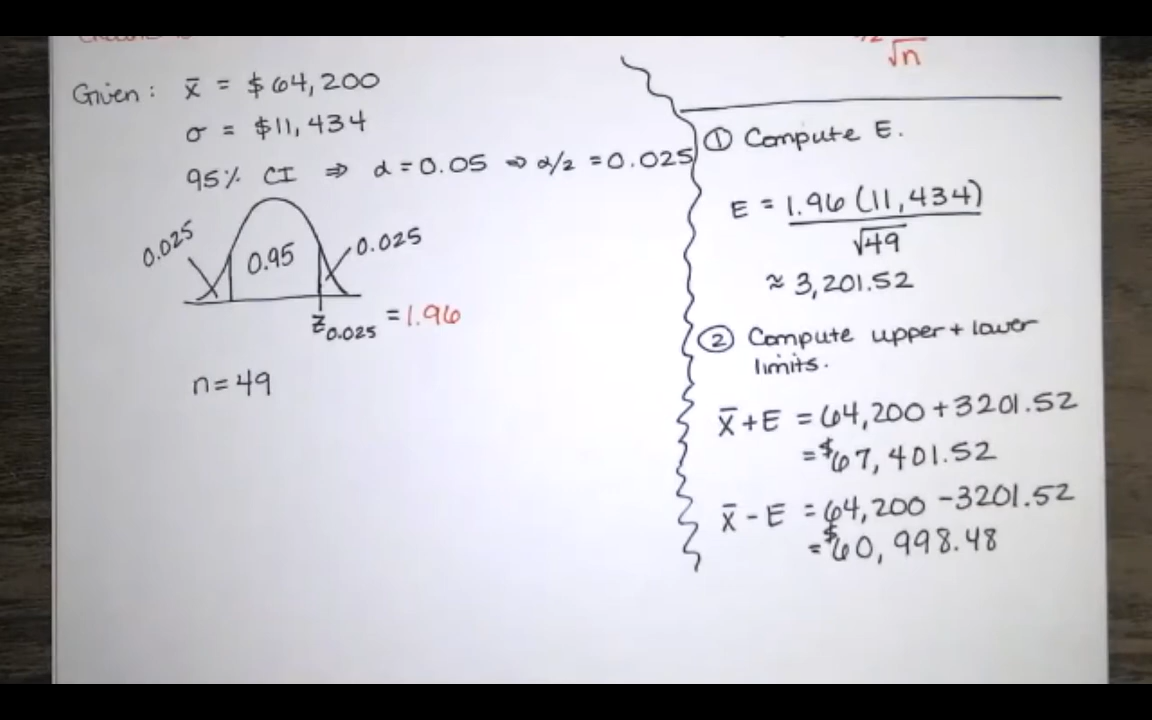 √n
Given: x̄ = $64,200
σ = $11,434
95% CI ⇒ α = 0.05 ⇒ α/2 = 0.025
0.025
0.95
0.025
z0.025 = 1.96
n = 49
① Compute E.
E = 1.96 (11,434)
√49
≈ 3,201.52
② Compute upper + lower
limits.
x̄ + E = 64,200 + 3201.52
= $67,401.52
x̄ - E = 64,200 - 3201.52
= $60,998.48